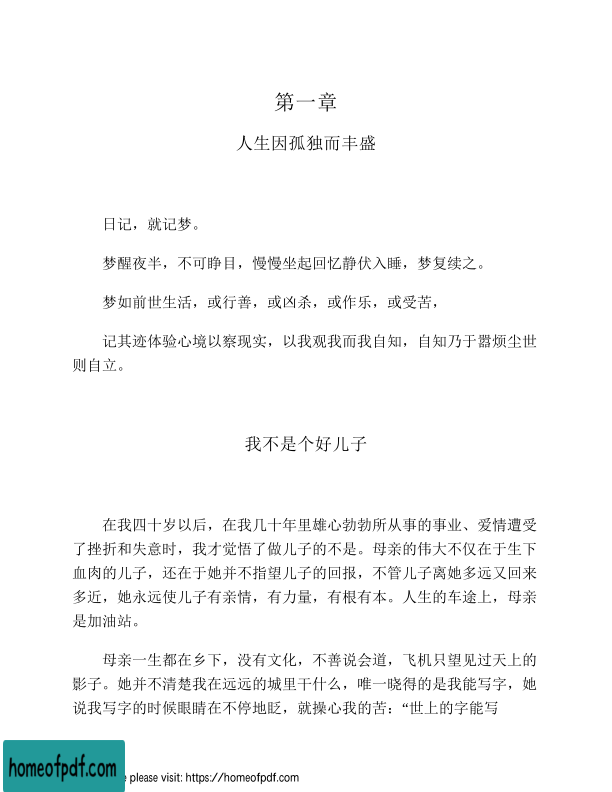 第一章
人生因孤独而丰盛
日记，就记梦。
梦醒夜半，不可睁目，慢慢坐起回忆静伏入睡，梦复续之。
梦如前世生活，或行善，或凶杀，或作乐，或受苦，
记其迹体验心境以察现实，以我观我而我自知，自知乃于嚣烦尘世
则自立。
我不是个好儿子
在我四十岁以后，在我几十年里雄心勃勃所从事的事业、爱情遭受
了挫折和失意时，我才觉悟了做儿子的不是。母亲的伟大不仅在于生下
血肉的儿子，还在于她并不指望儿子的回报，不管儿子离她多远又回来
多近，她永远使儿子有亲情，有力量，有根有本。人生的车途上，母亲
是加油站。
母亲一生都在乡下，没有文化，不善说会道，飞机只望见过天上的
影子。她并不清楚我在远远的城里干什么，唯一晓得的是我能写字，她
说我写字的时候眼睛在不停地眨，就操心我的苦：“世上的字能写
homeofpdf.com
e please visit: https://homeofpdf.com